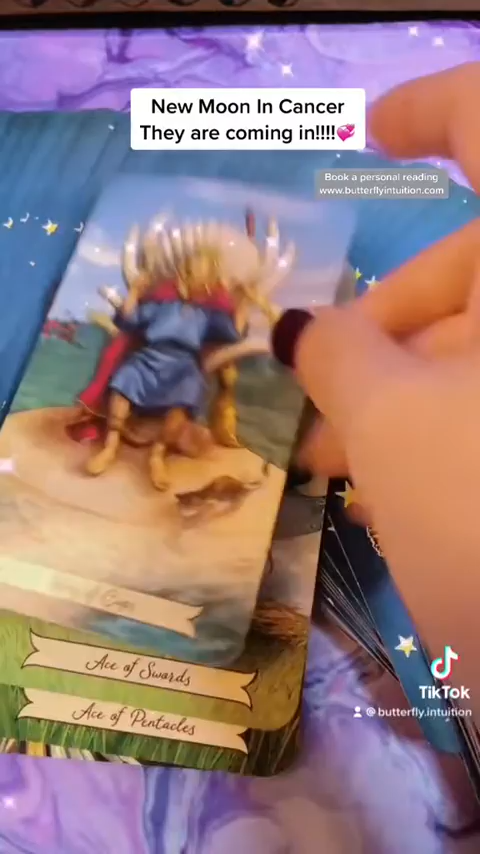 New Moon In Cancer
They are coming in!!!!💞
Book a personal reading
www.butterflyintuition.com
Ace of Swords
Ace of Pentacles
TikTok
@butterfly.intuition